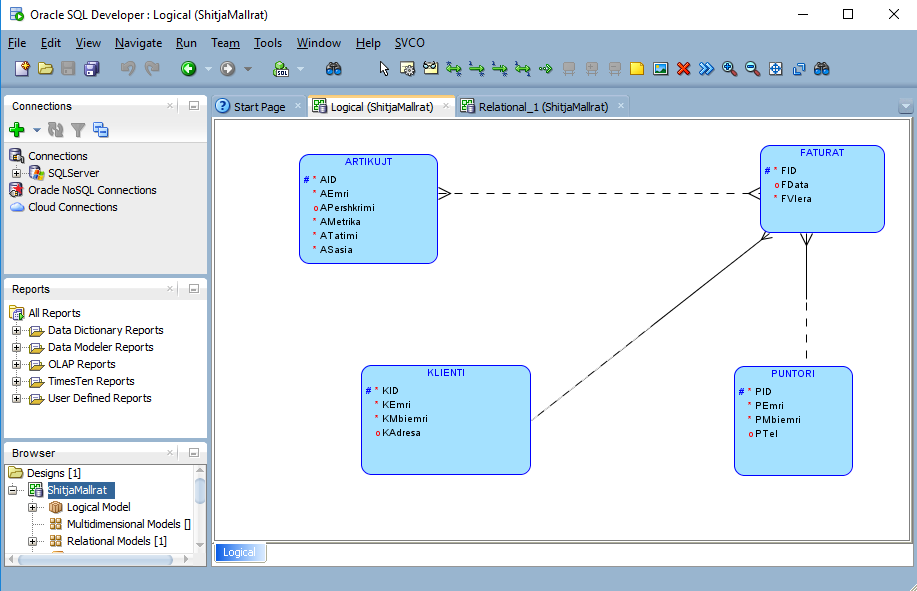 Oracle SQL Developer : Logical (ShitjaMallrat)
File Edit View Navigate Run Team Tools Window Help SVCO
SQL
Connections
Connections
SQLServer
Oracle NoSQL Connections
Cloud Connections
Reports
All Reports
Data Dictionary Reports
Data Modeler Reports
OLAP Reports
TimesTen Reports
User Defined Reports
Browser
Designs [1]
ShitjaMallrat
Logical Model
Multidimensional Models []
Relational Models [1]
Start Page
Logical (ShitjaMallrat)
Relational_1 (ShitjaMallrat)
ARTIKUJT
# * AID
* AEmri
o APershkrimi
* AMetrika
* ATatimi
* ASasia
FATURAT
# * FID
o FData
* FVlera
KLIENTI
# * KID
* KEmri
* KMbiemri
o KAdresa
PUNTORI
# * PID
* PEmri
* PMbiemri
o PTel
Logical